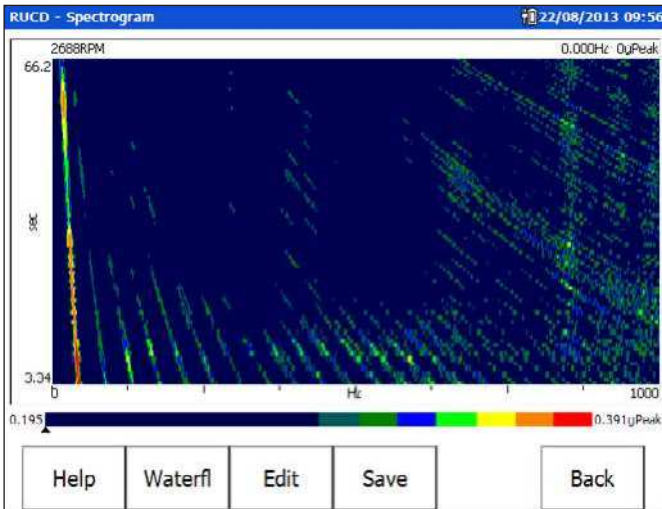 RUCD - Spectrogram 22/08/2013 09:56
2688RPM 0.000Hz 0gPeak
66.2
sec
3.34
0 Hz 1000
0.195 0.391gPeak
Help Waterfl Edit Save Back